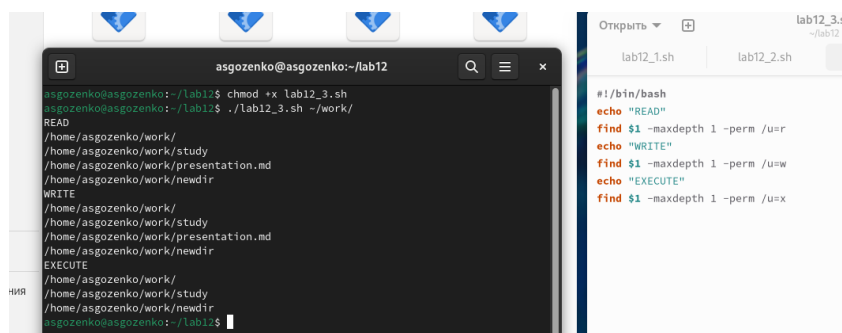 asgozenko@asgozenko:~/lab12
asgozenko@asgozenko:~/lab12$ chmod +x lab12_3.sh
asgozenko@asgozenko:~/lab12$ ./lab12_3.sh ~/work/
READ
/home/asgozenko/work/
/home/asgozenko/work/study
/home/asgozenko/work/presentation.md
/home/asgozenko/work/newdir
WRITE
/home/asgozenko/work/
/home/asgozenko/work/study
/home/asgozenko/work/presentation.md
/home/asgozenko/work/newdir
EXECUTE
/home/asgozenko/work/
/home/asgozenko/work/study
/home/asgozenko/work/newdir
asgozenko@asgozenko:~/lab12$
ния
Открыть
lab12_3.s
~/lab12
lab12_1.sh lab12_2.sh
#!/bin/bash
echo "READ"
find $1 -maxdepth 1 -perm /u=r
echo "WRITE"
find $1 -maxdepth 1 -perm /u=w
echo "EXECUTE"
find $1 -maxdepth 1 -perm /u=x